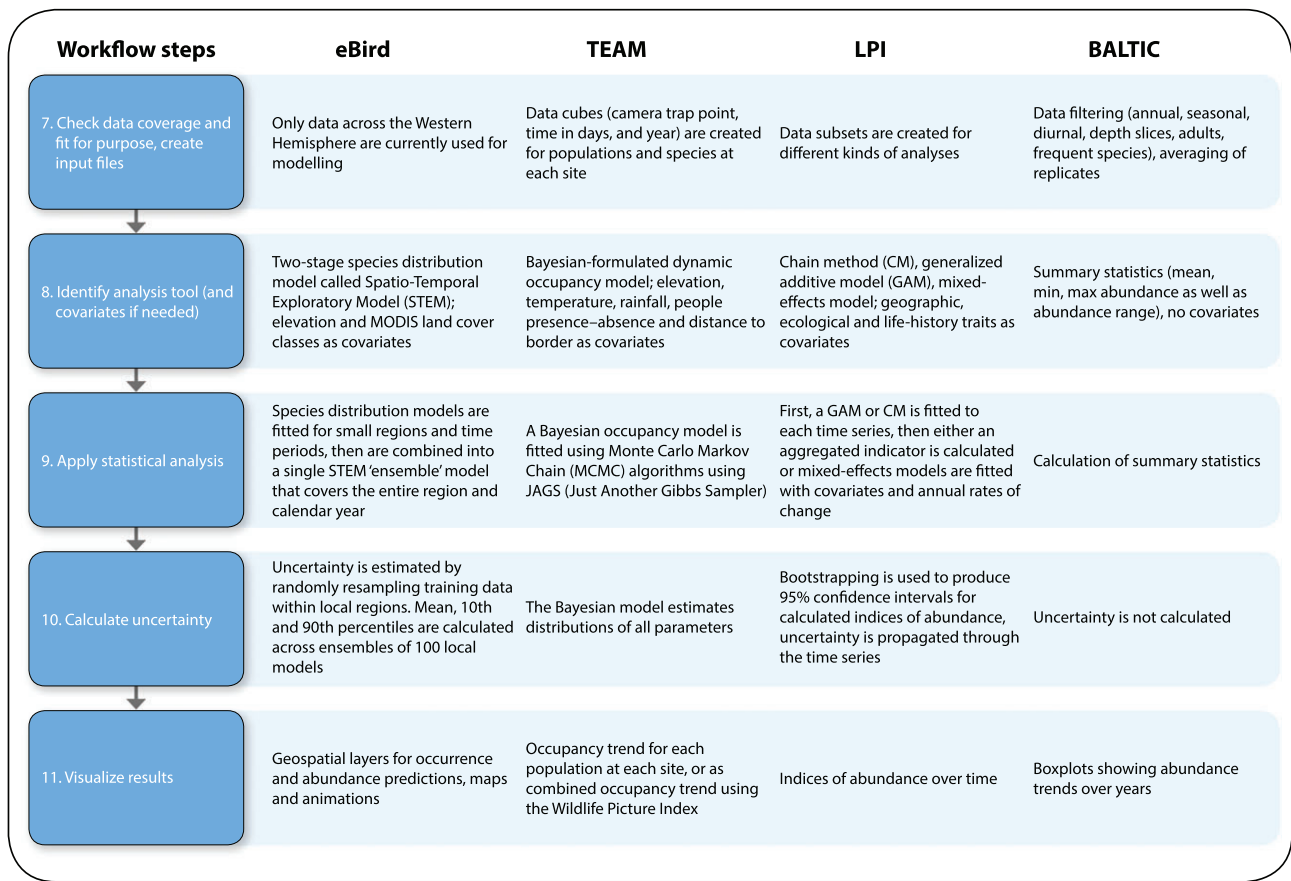 Workflow steps
eBird
TEAM
LPI
BALTIC
7. Check data coverage and
fit for purpose, create
input files
Only data across the Western
Hemisphere are currently used for
modelling
Data cubes (camera trap point,
time in days, and year) are created
for populations and species at
each site
Data subsets are created for
different kinds of analyses
Data filtering (annual, seasonal,
diurnal, depth slices, adults,
frequent species), averaging of
replicates
8. Identify analysis tool (and
covariates if needed)
Two-stage species distribution
model called Spatio-Temporal
Exploratory Model (STEM);
elevation and MODIS land cover
classes as covariates
Bayesian-formulated dynamic
occupancy model; elevation,
temperature, rainfall, people
presence–absence and distance to
border as covariates
Chain method (CM), generalized
additive model (GAM), mixed-
effects model; geographic,
ecological and life-history traits as
covariates
Summary statistics (mean,
min, max abundance as well as
abundance range), no covariates
9. Apply statistical analysis
Species distribution models are
fitted for small regions and time
periods, then are combined into
a single STEM ‘ensemble’ model
that covers the entire region and
calendar year
A Bayesian occupancy model is
fitted using Monte Carlo Markov
Chain (MCMC) algorithms using
JAGS (Just Another Gibbs Sampler)
First, a GAM or CM is fitted to
each time series, then either an
aggregated indicator is calculated
or mixed-effects models are fitted
with covariates and annual rates of
change
Calculation of summary statistics
10. Calculate uncertainty
Uncertainty is estimated by
randomly resampling training data
within local regions. Mean, 10th
and 90th percentiles are calculated
across ensembles of 100 local
models
The Bayesian model estimates
distributions of all parameters
Bootstrapping is used to produce
95% confidence intervals for
calculated indices of abundance,
uncertainty is propagated through
the time series
Uncertainty is not calculated
11. Visualize results
Geospatial layers for occurrence
and abundance predictions, maps
and animations
Occupancy trend for each
population at each site, or as
combined occupancy trend using
the Wildlife Picture Index
Indices of abundance over time
Boxplots showing abundance
trends over years